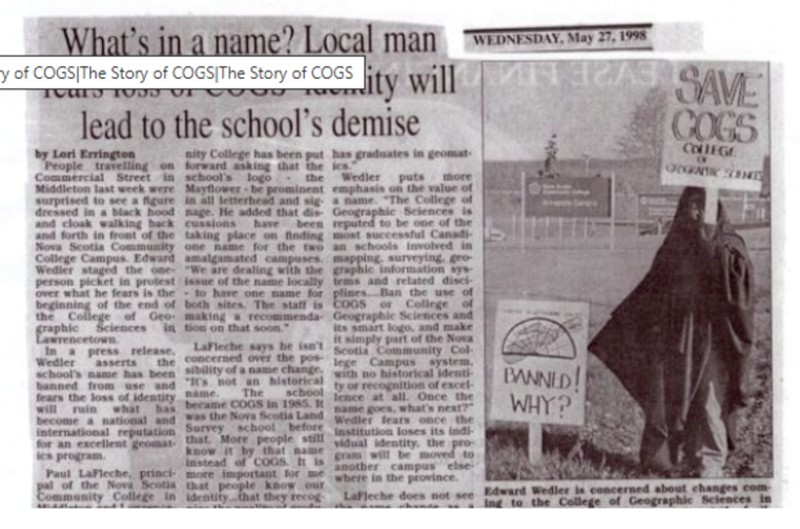 What's in a name? Local man
WEDNESDAY, May 27, 1998
y of COGS|The Story of COGS|The Story of COGS
fears loss of COGS identity will
lead to the school's demise
by Lori Errington
People travelling on
Commercial Street in
Middleton last week were
surprised to see a figure
dressed in a black hood
and cloak walking back
and forth in front of the
Nova Scotia Community
College Campus. Edward
Wedler staged the one-
person picket in protest
over what he fears is the
beginning of the end of
the College of Geo-
graphic Sciences in
Lawrencetown.
In a press release,
Wedler asserts the
school's name has been
banned from use and
fears the loss of identity
will ruin what has
become a national and
international reputation
for an excellent geomat-
ics program.
Paul LaFleche, princi-
pal of the Nova Scotia
Community College in
nity College has been put
forward asking that the
school's logo - the
Mayflower - be prominent
in all letterhead and sig-
nage. He added that dis-
cussions have been
taking place on finding
one name for the two
amalgamated campuses.
"We are dealing with the
issue of the name locally
- to have one name for
both sites. The staff is
making a recommenda-
tion on that soon."
LaFleche says he isn't
concerned over the pos-
sibility of a name change.
"It's not an historical
name. The school
became COGS in 1985. It
was the Nova Scotia Land
Survey school before
that. More people still
know it by that name
instead of COGS. It is
more important for me
that people know our
identity...that they recog-
has graduates in geomat-
ics."
Wedler puts more
emphasis on the value of
a name. "The College of
Geographic Sciences is
reputed to be one of the
most successful Canadi-
an schools involved in
mapping, surveying, geo-
graphic information sys-
tems and related disci-
plines...Ban the use of
COGS or College of
Geographic Sciences and
its smart logo, and make
it simply part of the Nova
Scotia Community Col-
lege Campus system,
with no historical identi-
ty or recognition of excel-
lence at all. Once the
name goes, what's next?"
Wedler fears once the
institution loses its indi-
vidual identity, the pro-
gram will be moved to
another campus else-
where in the province.
LaFleche does not see
SAVE
COGS
COLLEGE
OF
GEOGRAPHIC SCIENCES
BANNED!
WHY?
Edward Wedler is concerned about changes com-
ing to the College of Geographic Sciences in